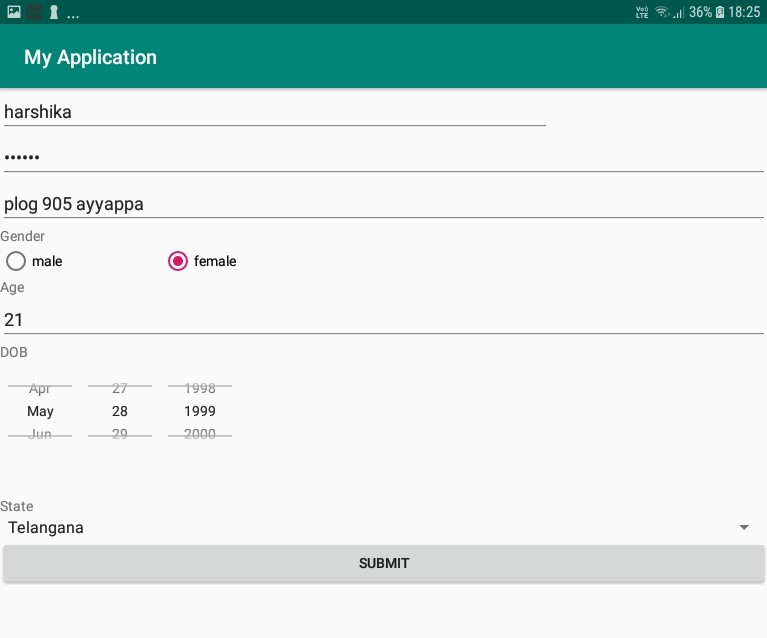 ... Vo)) LTE 36% 18:25
My Application
harshika
••••••
plog 905 ayyappa
Gender
male female
Age
21
DOB
Apr 27 1998
May 28 1999
Jun 29 2000
State
Telangana
SUBMIT